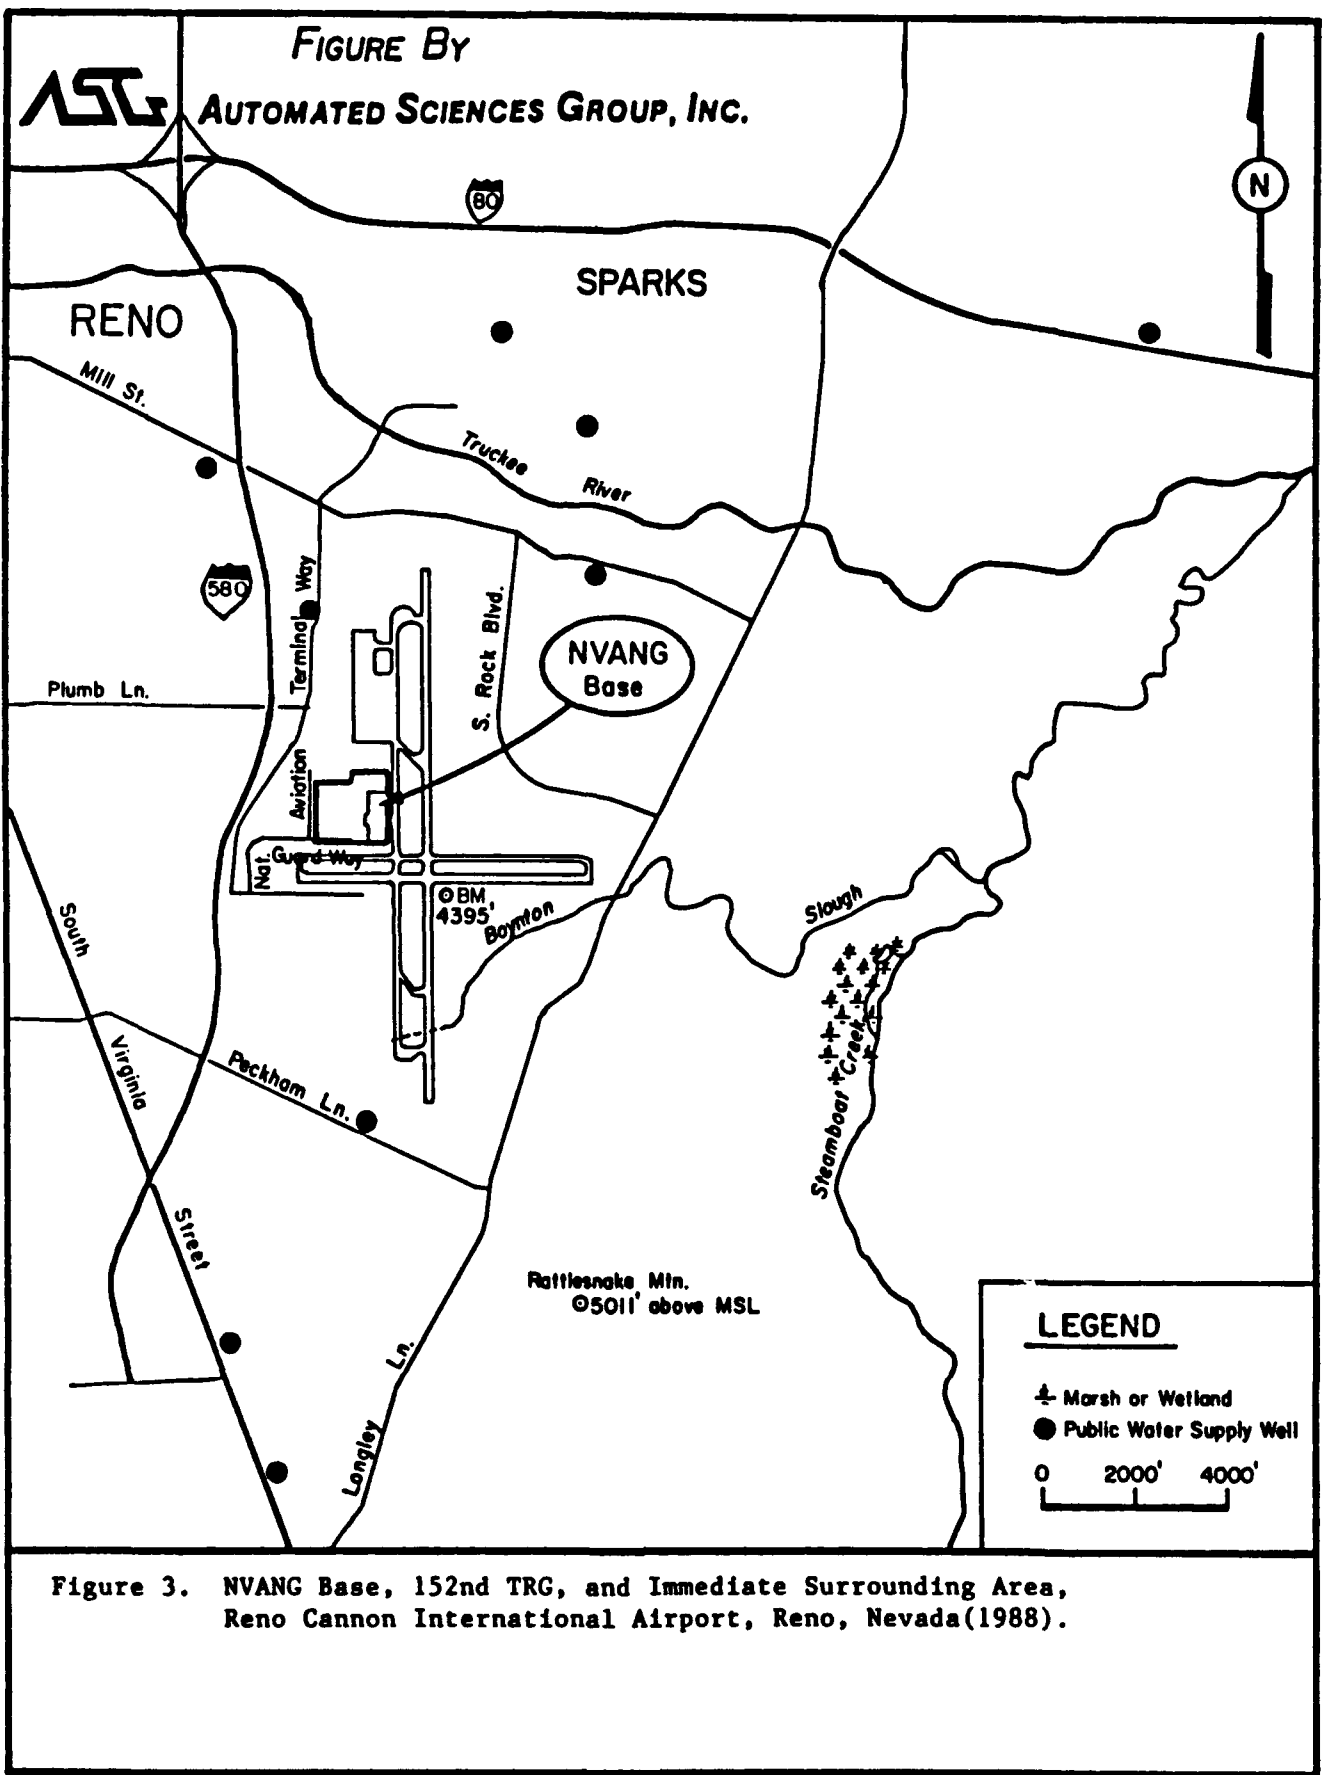 FIGURE BY
ASG AUTOMATED SCIENCES GROUP, INC.
80
N
SPARKS
RENO
Mill St.
Truckee
River
580
Terminal Way
S. Rock Blvd.
NVANG
Base
Plumb Ln.
Aviation
Nat. Guard Way
BM
4395'
Boynton
Slough
South
Virginia
Street
Peckham Ln.
Steamboat Creek
Rattlesnake Mtn.
5011' above MSL
Longley Ln.
LEGEND
Marsh or Wetland
Public Water Supply Well
0 2000' 4000'
Figure 3. NVANG Base, 152nd TRG, and Immediate Surrounding Area,
Reno Cannon International Airport, Reno, Nevada(1988).